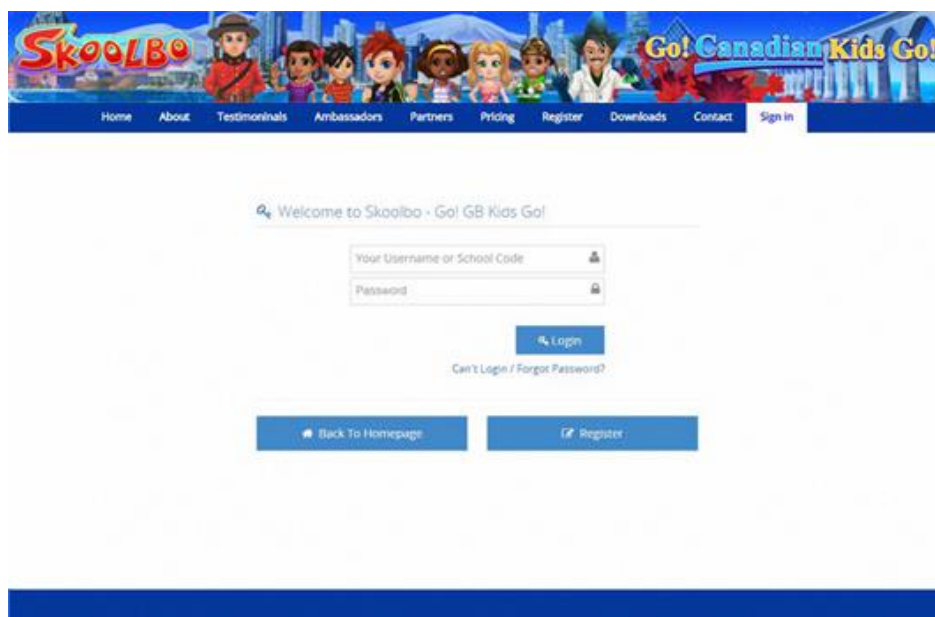 SKOOLBO
Go! Canadian Kids Go!
Home About Testimoninals Ambassadors Partners Pricing Register Downloads Contact Sign in
Welcome to Skoolbo - Go! GB Kids Go!
Your Username or School Code
Password
Login
Can't Login / Forgot Password?
Back To Homepage Register